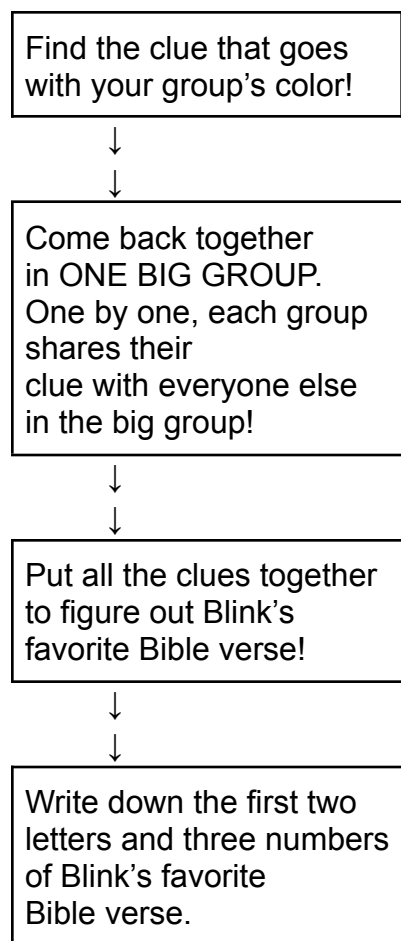 Find the clue that goes
with your group’s color!
↓
↓
Come back together
in ONE BIG GROUP.
One by one, each group
shares their
clue with everyone else
in the big group!
↓
↓
Put all the clues together
to figure out Blink’s
favorite Bible verse!
↓
↓
Write down the first two
letters and three numbers
of Blink’s favorite
Bible verse.